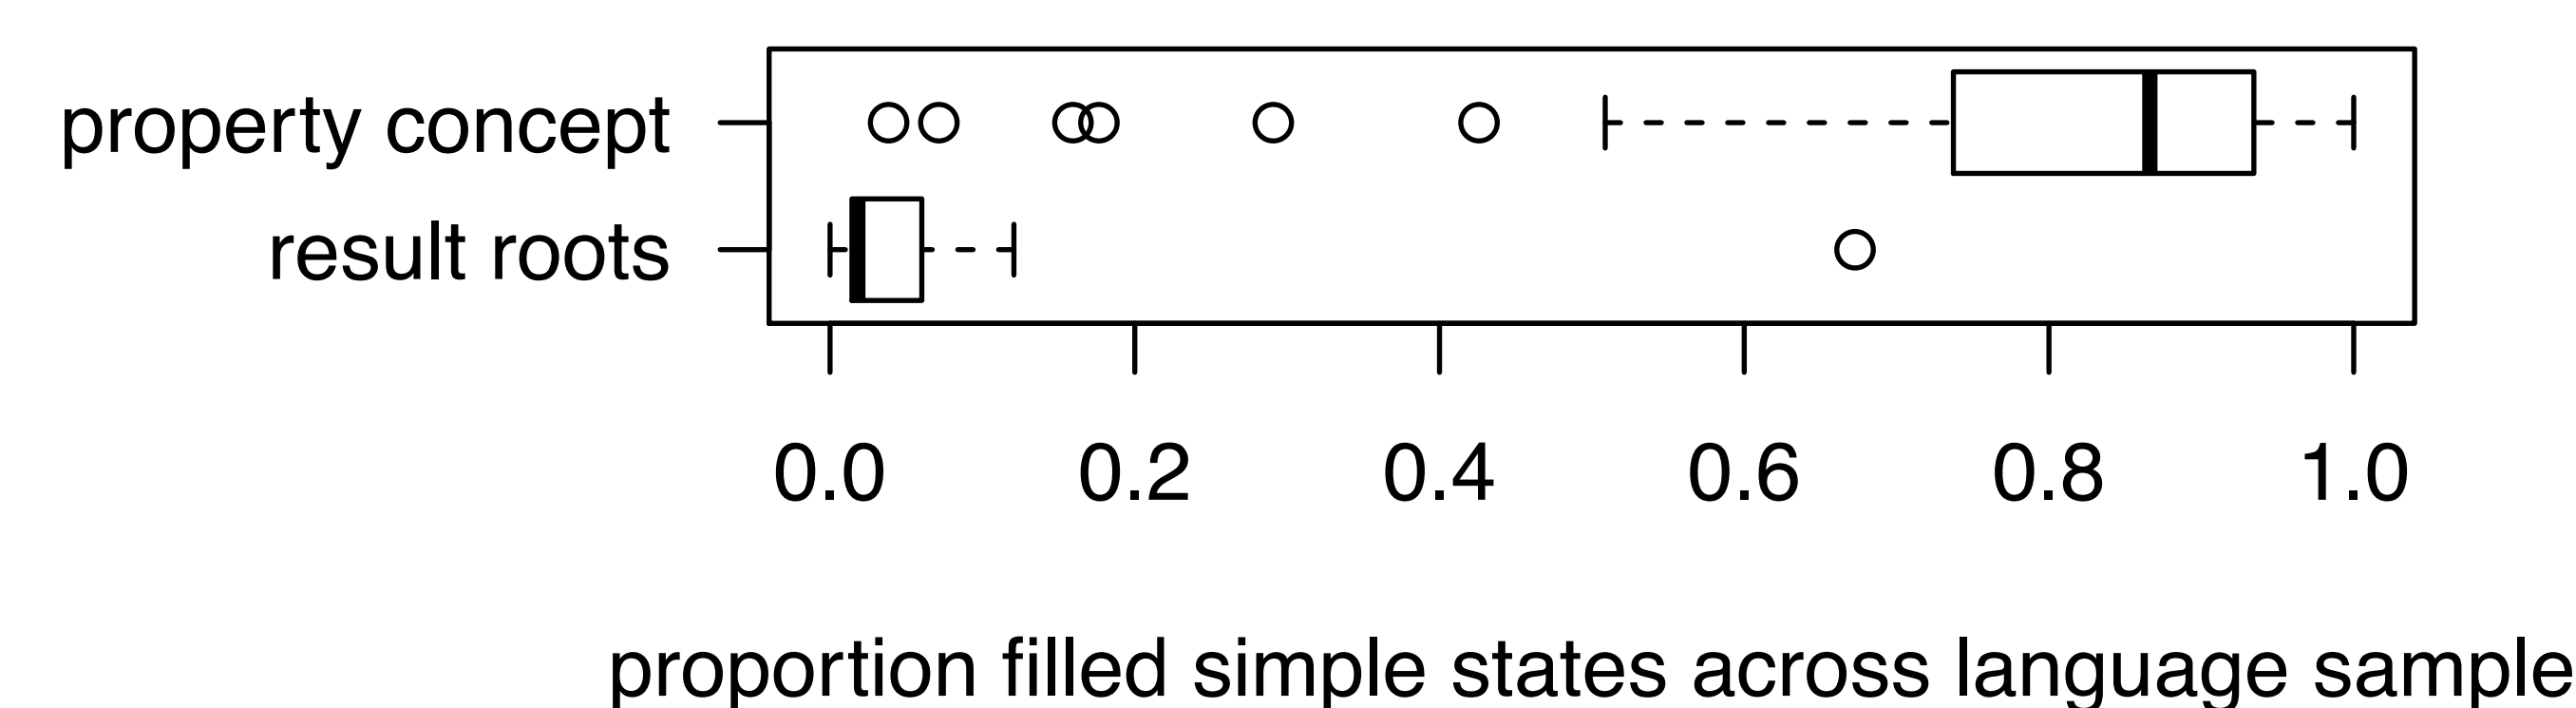 property concept
result roots
0.0 0.2 0.4 0.6 0.8 1.0
proportion filled simple states across language sample